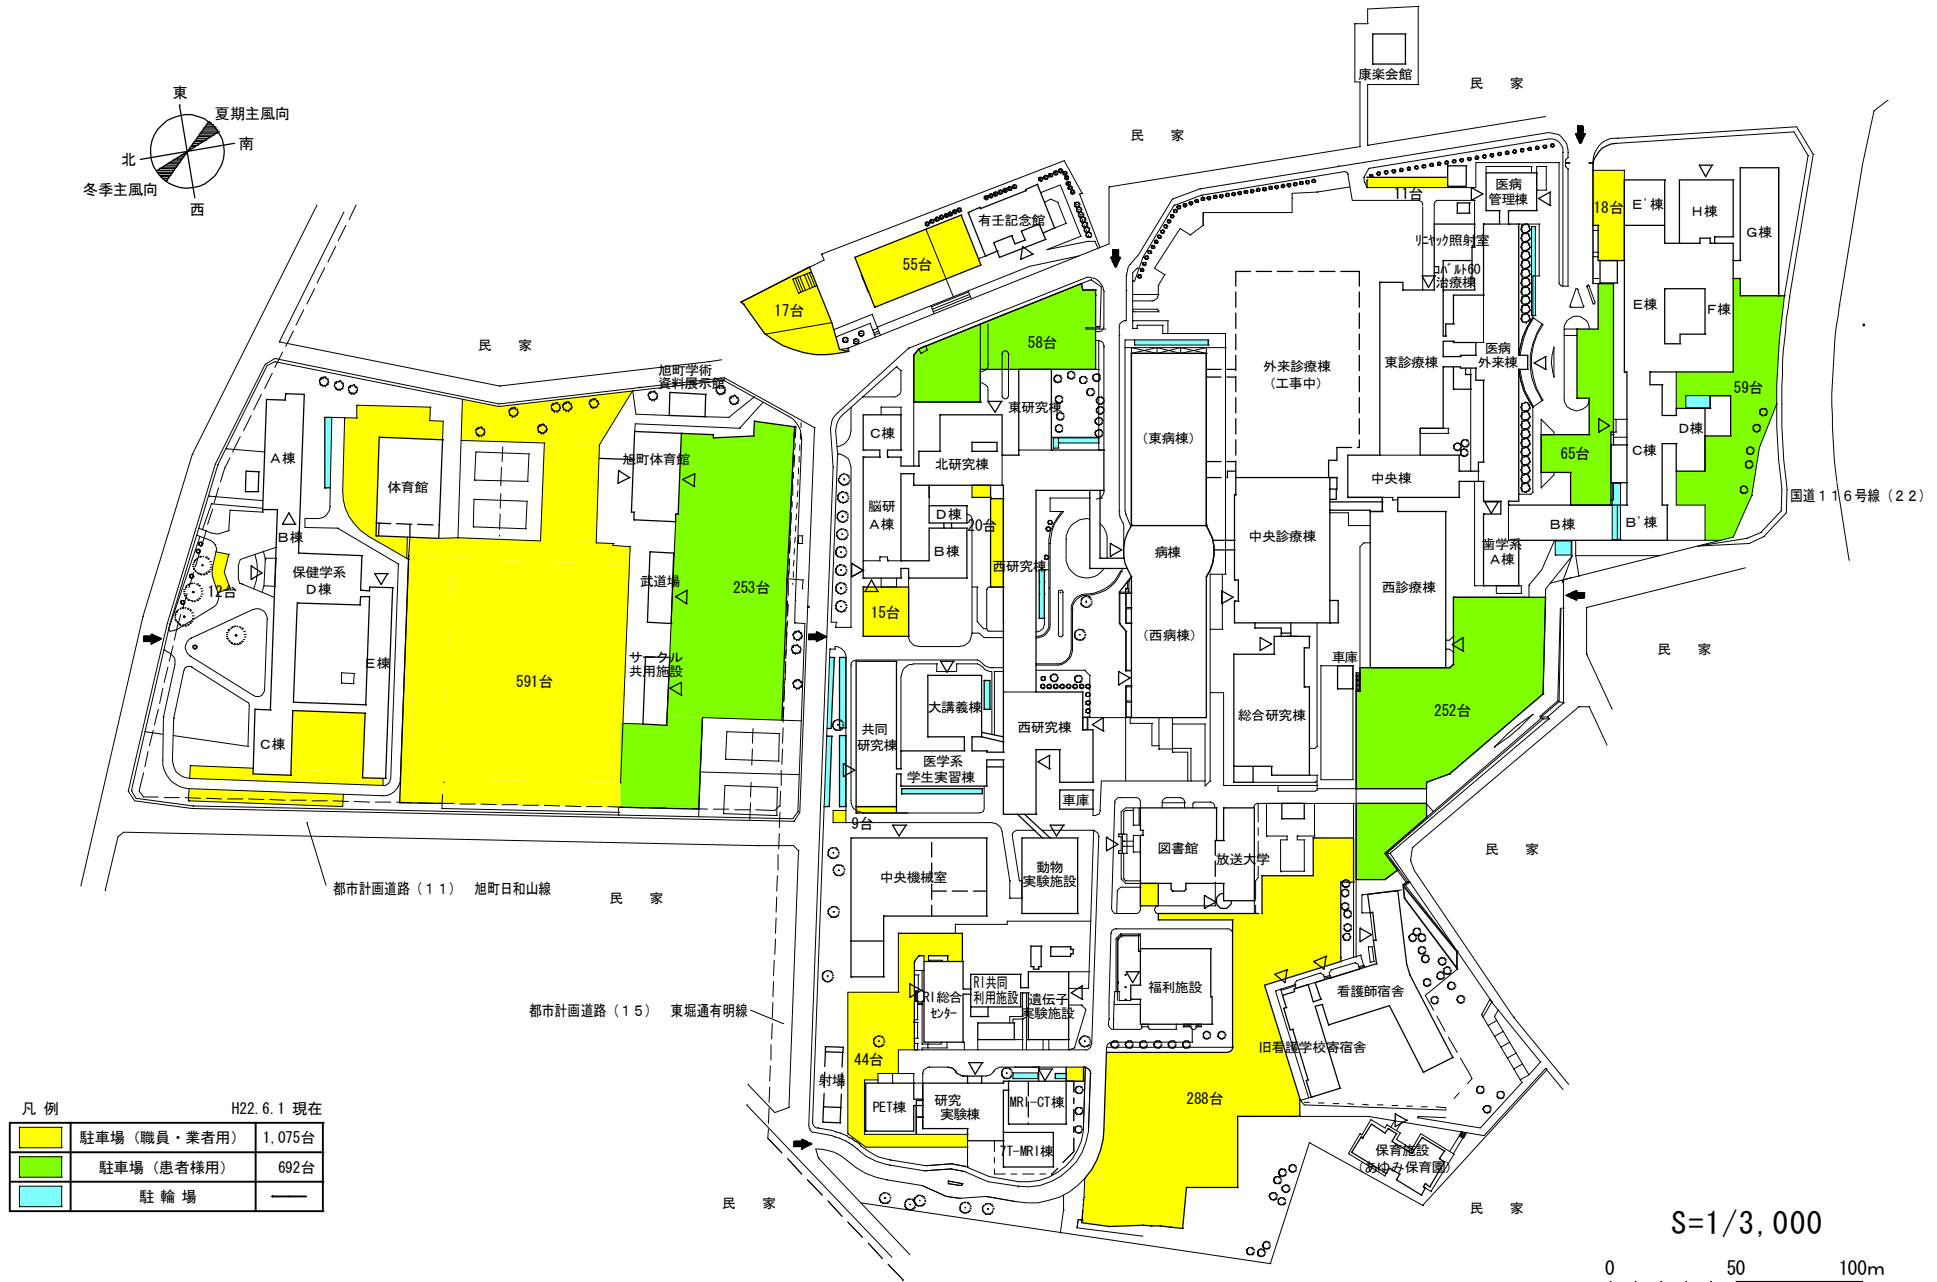 康楽会館
民 家
民 家
東
夏期主風向
北
南
冬季主風向
西
11台
医病
管理棟
18台
E'棟
H棟
G棟
有壬記念館
55台
17台
リニヤック照射室
コバルト60
治療棟
E棟
F棟
民 家
58台
外来診療棟
(工事中)
東診療棟
医病
外来棟
59台
旭町学術
資料展示館
東研究棟
C棟
(東病棟)
D棟
C棟
65台
A棟
体育館
旭町体育館
北研究棟
中央棟
国道116号線(22)
脳研
A棟
D棟
20台
B棟
B'棟
B棟
B棟
病棟
中央診療棟
歯学系
A棟
保健学系
D棟
西研究棟
12台
武道場
253台
15台
西診療棟
(西病棟)
E棟
サークル
共用施設
民 家
車庫
591台
大講義棟
252台
総合研究棟
C棟
共同
研究棟
西研究棟
医学系
学生実習棟
車庫
9台
図書館
放送大学
民 家
中央機械室
動物
実験施設
都市計画道路(11) 旭町日和山線
民 家
福利施設
看護師宿舎
RI総合
センター
RI共同
利用施設
遺伝子
実験施設
都市計画道路(15) 東堀通有明線
旧看護学校寄宿舎
44台
射場
288台
PET棟
研究
実験棟
MRI-CT棟
7T-MRI棟
保育施設
(あゆみ保育園)
民 家
民 家
凡 例 H22.6.1 現在
駐車場(職員・業者用) 1,075台
駐車場(患者様用) 692台
駐 輪 場 ――
S=1/3,000
0 50 100m